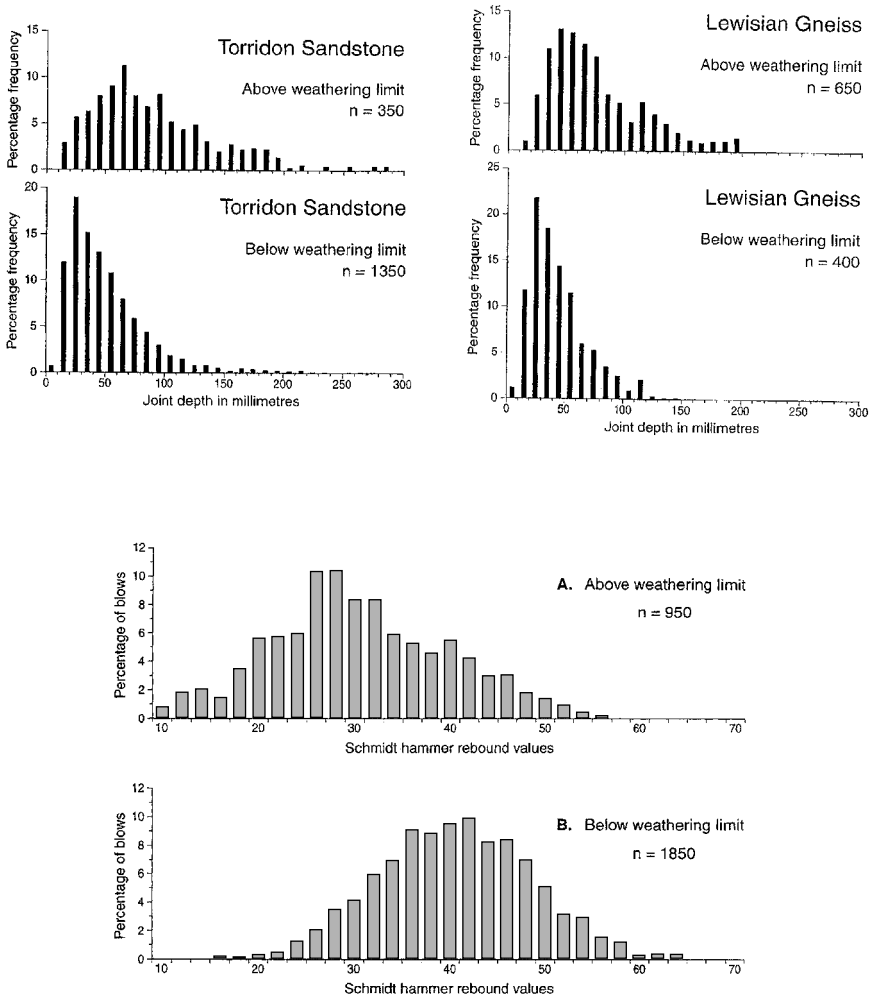 Torridon Sandstone
Above weathering limit
n = 350
Percentage frequency
15
10
5
0
Lewisian Gneiss
Above weathering limit
n = 650
Percentage frequency
15
10
5
0
Torridon Sandstone
Below weathering limit
n = 1350
Percentage frequency
20
15
10
5
0
0 50 100 150 200 250 300
Joint depth in millimetres
Lewisian Gneiss
Below weathering limit
n = 400
Percentage frequency
25
20
15
10
5
0
0 50 100 150 200 250 300
Joint depth in millimetres
A. Above weathering limit
n = 950
Percentage of blows
12
10
8
6
4
2
0
10 20 30 40 50 60 70
Schmidt hammer rebound values
B. Below weathering limit
n = 1850
Percentage of blows
12
10
8
6
4
2
0
10 20 30 40 50 60 70
Schmidt hammer rebound values